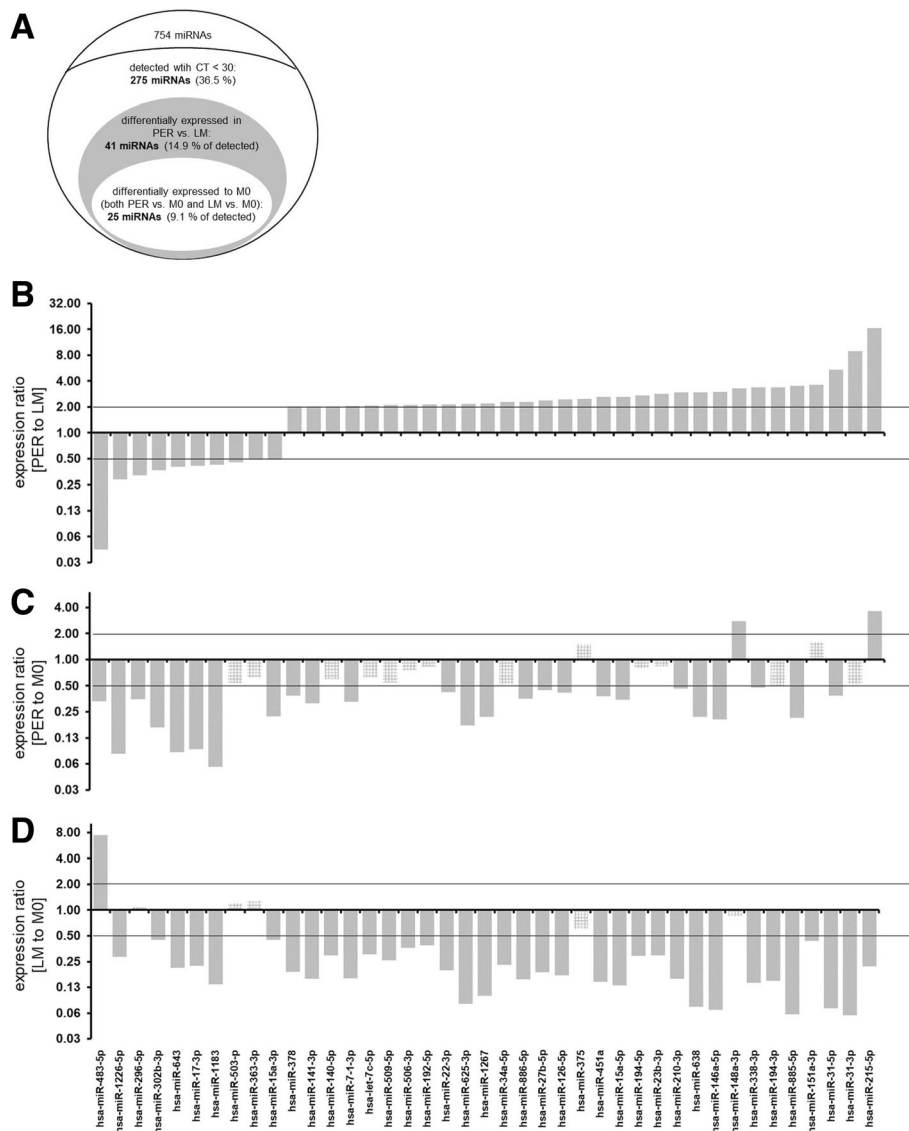 A
754 miRNAs
detected wtih CT < 30:
275 miRNAs (36.5 %)
differentially expressed in
PER vs. LM:
41 miRNAs (14.9 % of detected)
differentially expressed to M0
(both PER vs. M0 and LM vs. M0):
25 miRNAs (9.1 % of detected)
B
expression ratio
[PER to LM]
32.00
16.00
8.00
4.00
2.00
1.00
0.50
0.25
0.13
0.06
0.03
C
expression ratio
[PER to M0]
4.00
2.00
1.00
0.50
0.25
0.13
0.06
0.03
D
expression ratio
[LM to M0]
8.00
4.00
2.00
1.00
0.50
0.25
0.13
0.06
0.03
hsa-miR-483-5p
hsa-miR-1226-5p
hsa-miR-296-5p
hsa-miR-302b-3p
hsa-miR-643
hsa-miR-17-3p
hsa-miR-1183
hsa-miR-503-p
hsa-miR-363-3p
hsa-miR-15a-3p
hsa-miR-378
hsa-miR-141-3p
hsa-miR-140-5p
hsa-miR-7-1-3p
hsa-let-7c-5p
hsa-miR-509-5p
hsa-miR-506-3p
hsa-miR-192-5p
hsa-miR-22-3p
hsa-miR-625-3p
hsa-miR-1267
hsa-miR-34a-5p
hsa-miR-886-5p
hsa-miR-27b-5p
hsa-miR-126-5p
hsa-miR-375
hsa-miR-451a
hsa-miR-15a-5p
hsa-miR-194-5p
hsa-miR-23b-3p
hsa-miR-210-3p
hsa-miR-638
hsa-miR-146a-5p
hsa-miR-148a-3p
hsa-miR-338-3p
hsa-miR-194-3p
hsa-miR-885-5p
hsa-miR-151a-3p
hsa-miR-31-5p
hsa-miR-31-3p
hsa-miR-215-5p